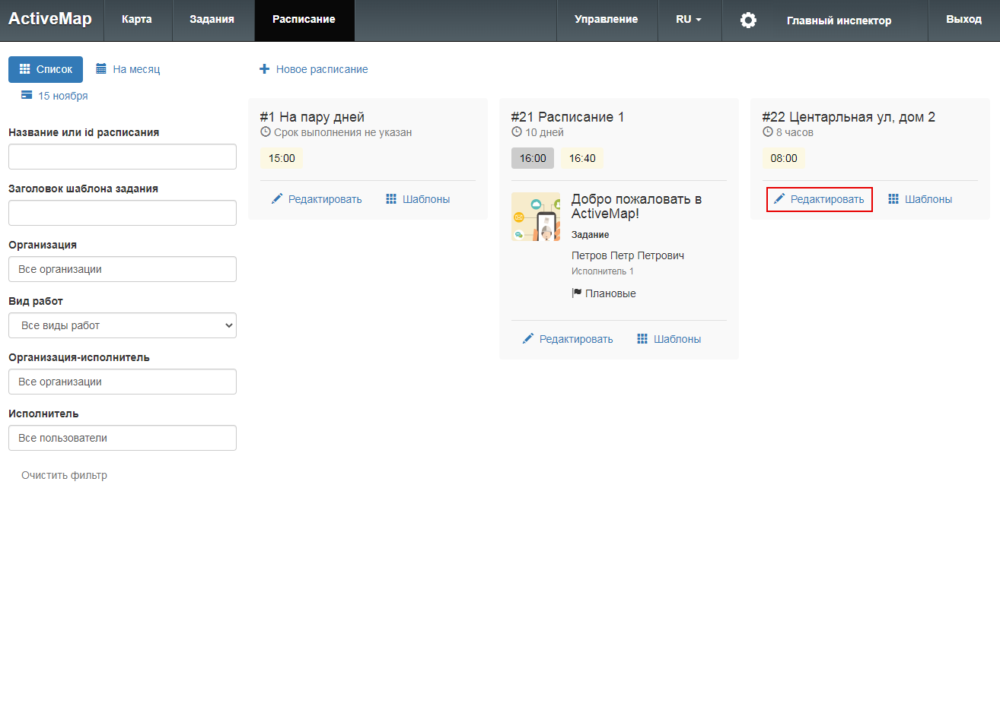 ActiveMap
Карта
Задания
Расписание
Управление
RU
Главный инспектор
Выход
Список
На месяц
15 ноября
Название или id расписания
Заголовок шаблона задания
Организация
Все организации
Вид работ
Все виды работ
Организация-исполнитель
Все организации
Исполнитель
Все пользователи
Очистить фильтр
Новое расписание
#1 На пару дней
Срок выполнения не указан
15:00
Редактировать
Шаблоны
#21 Расписание 1
10 дней
16:00 16:40
Добро пожаловать в
ActiveMap!
Задание
Петров Петр Петрович
Исполнитель 1
Плановые
Редактировать
Шаблоны
#22 Центарльная ул, дом 2
8 часов
08:00
Редактировать
Шаблоны